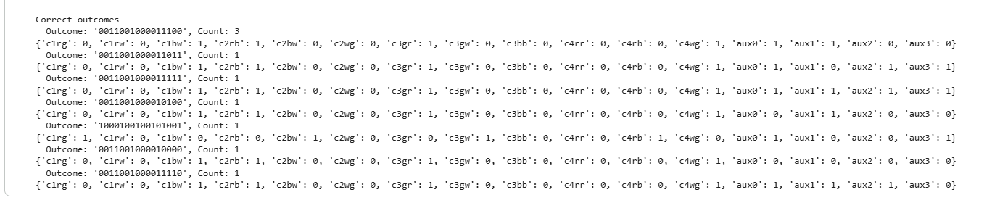 Correct outcomes
Outcome: '0011001000011100', Count: 3
{'c1rg': 0, 'c1rw': 0, 'c1bw': 1, 'c2rb': 1, 'c2bw': 0, 'c2wg': 0, 'c3gr': 1, 'c3gw': 0, 'c3bb': 0, 'c4rr': 0, 'c4rb': 0, 'c4wg': 1, 'aux0': 1, 'aux1': 1, 'aux2': 0, 'aux3': 0}
Outcome: '0011001000011011', Count: 1
{'c1rg': 0, 'c1rw': 0, 'c1bw': 1, 'c2rb': 1, 'c2bw': 0, 'c2wg': 0, 'c3gr': 1, 'c3gw': 0, 'c3bb': 0, 'c4rr': 0, 'c4rb': 0, 'c4wg': 1, 'aux0': 1, 'aux1': 0, 'aux2': 1, 'aux3': 1}
Outcome: '0011001000011111', Count: 1
{'c1rg': 0, 'c1rw': 0, 'c1bw': 1, 'c2rb': 1, 'c2bw': 0, 'c2wg': 0, 'c3gr': 1, 'c3gw': 0, 'c3bb': 0, 'c4rr': 0, 'c4rb': 0, 'c4wg': 1, 'aux0': 1, 'aux1': 1, 'aux2': 1, 'aux3': 1}
Outcome: '0011001000010100', Count: 1
{'c1rg': 0, 'c1rw': 0, 'c1bw': 1, 'c2rb': 1, 'c2bw': 0, 'c2wg': 0, 'c3gr': 1, 'c3gw': 0, 'c3bb': 0, 'c4rr': 0, 'c4rb': 0, 'c4wg': 1, 'aux0': 0, 'aux1': 1, 'aux2': 0, 'aux3': 0}
Outcome: '1000100100101001', Count: 1
{'c1rg': 1, 'c1rw': 0, 'c1bw': 0, 'c2rb': 0, 'c2bw': 1, 'c2wg': 0, 'c3gr': 0, 'c3gw': 1, 'c3bb': 0, 'c4rr': 0, 'c4rb': 1, 'c4wg': 0, 'aux0': 1, 'aux1': 0, 'aux2': 0, 'aux3': 1}
Outcome: '0011001000010000', Count: 1
{'c1rg': 0, 'c1rw': 0, 'c1bw': 1, 'c2rb': 1, 'c2bw': 0, 'c2wg': 0, 'c3gr': 1, 'c3gw': 0, 'c3bb': 0, 'c4rr': 0, 'c4rb': 0, 'c4wg': 1, 'aux0': 0, 'aux1': 0, 'aux2': 0, 'aux3': 0}
Outcome: '0011001000011110', Count: 1
{'c1rg': 0, 'c1rw': 0, 'c1bw': 1, 'c2rb': 1, 'c2bw': 0, 'c2wg': 0, 'c3gr': 1, 'c3gw': 0, 'c3bb': 0, 'c4rr': 0, 'c4rb': 0, 'c4wg': 1, 'aux0': 1, 'aux1': 1, 'aux2': 1, 'aux3': 0}